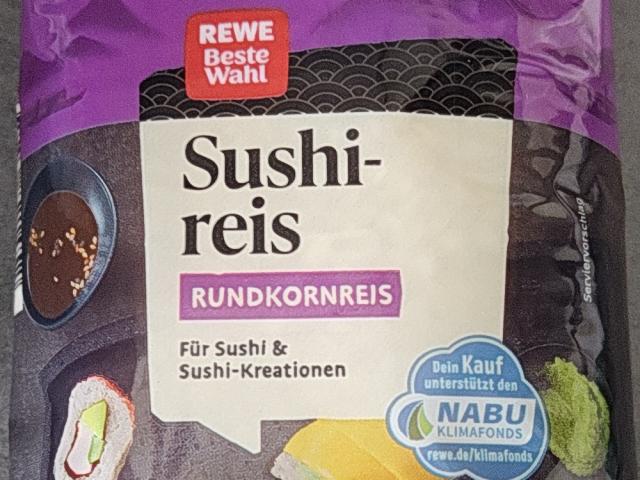 REWE
Beste
Wahl
Sushi-
reis
RUNDKORNREIS
Für Sushi &
Sushi-Kreationen
Serviervorschlag
Dein Kauf
unterstützt den
NABU
KLIMAFONDS
rewe.de/klimafonds